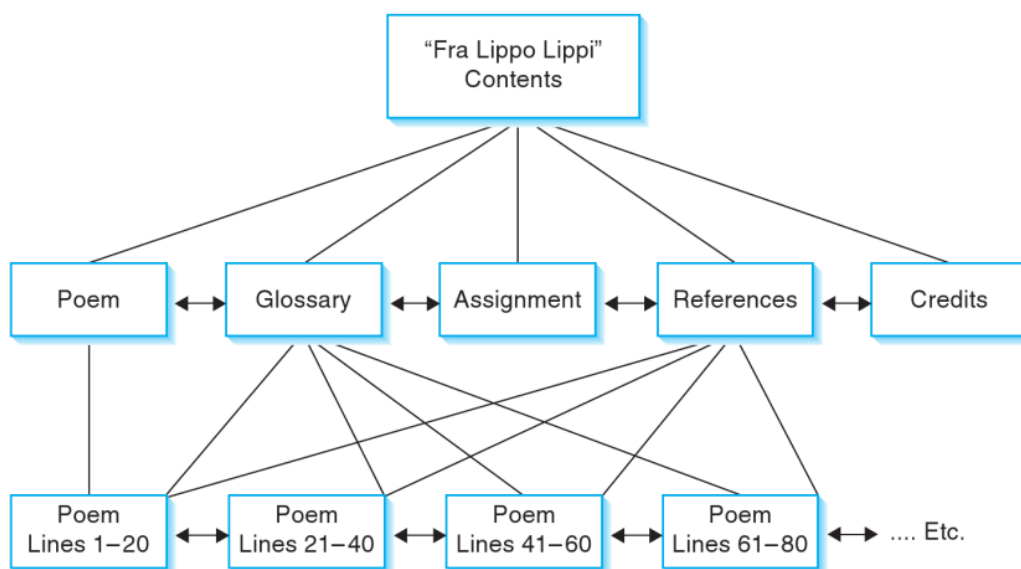 “Fra Lippo Lippi”
Contents
Poem
Glossary
Assignment
References
Credits
Poem
Lines 1–20
Poem
Lines 21–40
Poem
Lines 41–60
Poem
Lines 61–80
.... Etc.